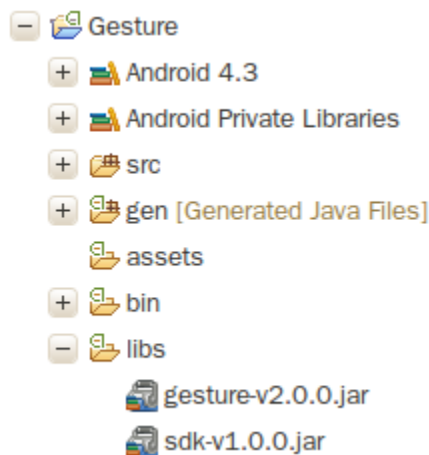 Gesture
Android 4.3
Android Private Libraries
src
gen [Generated Java Files]
assets
bin
libs
gesture-v2.0.0.jar
sdk-v1.0.0.jar